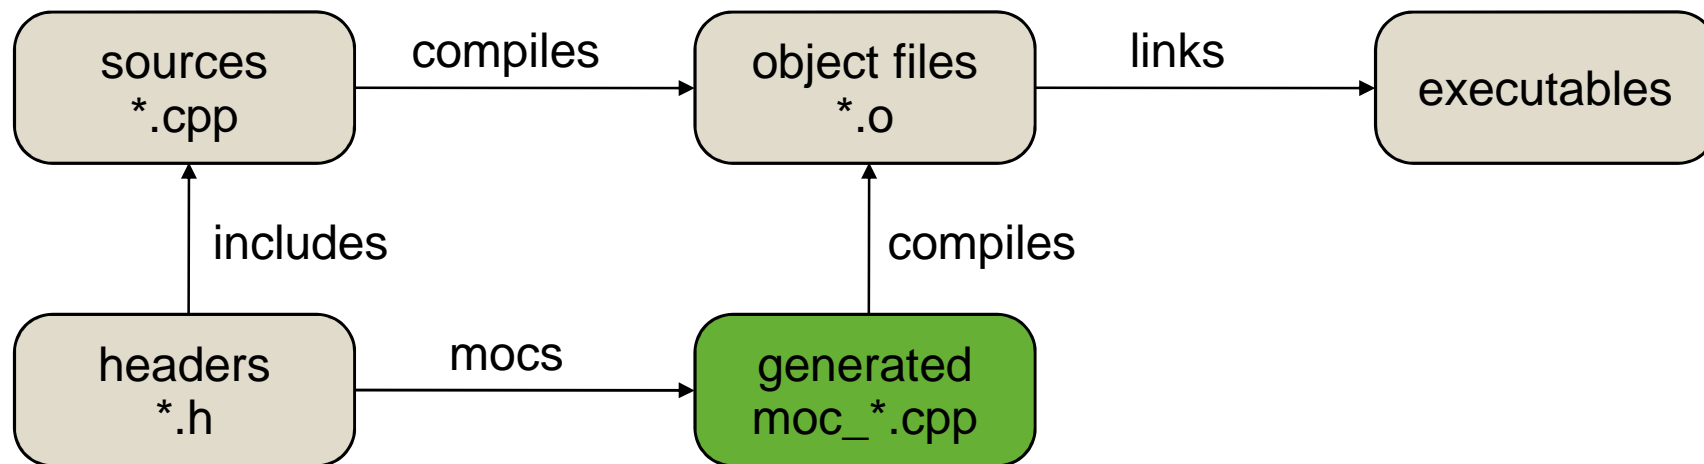 sources
*.cpp
compiles
object files
*.o
links
executables
includes
compiles
headers
*.h
mocs
generated
moc_*.cpp